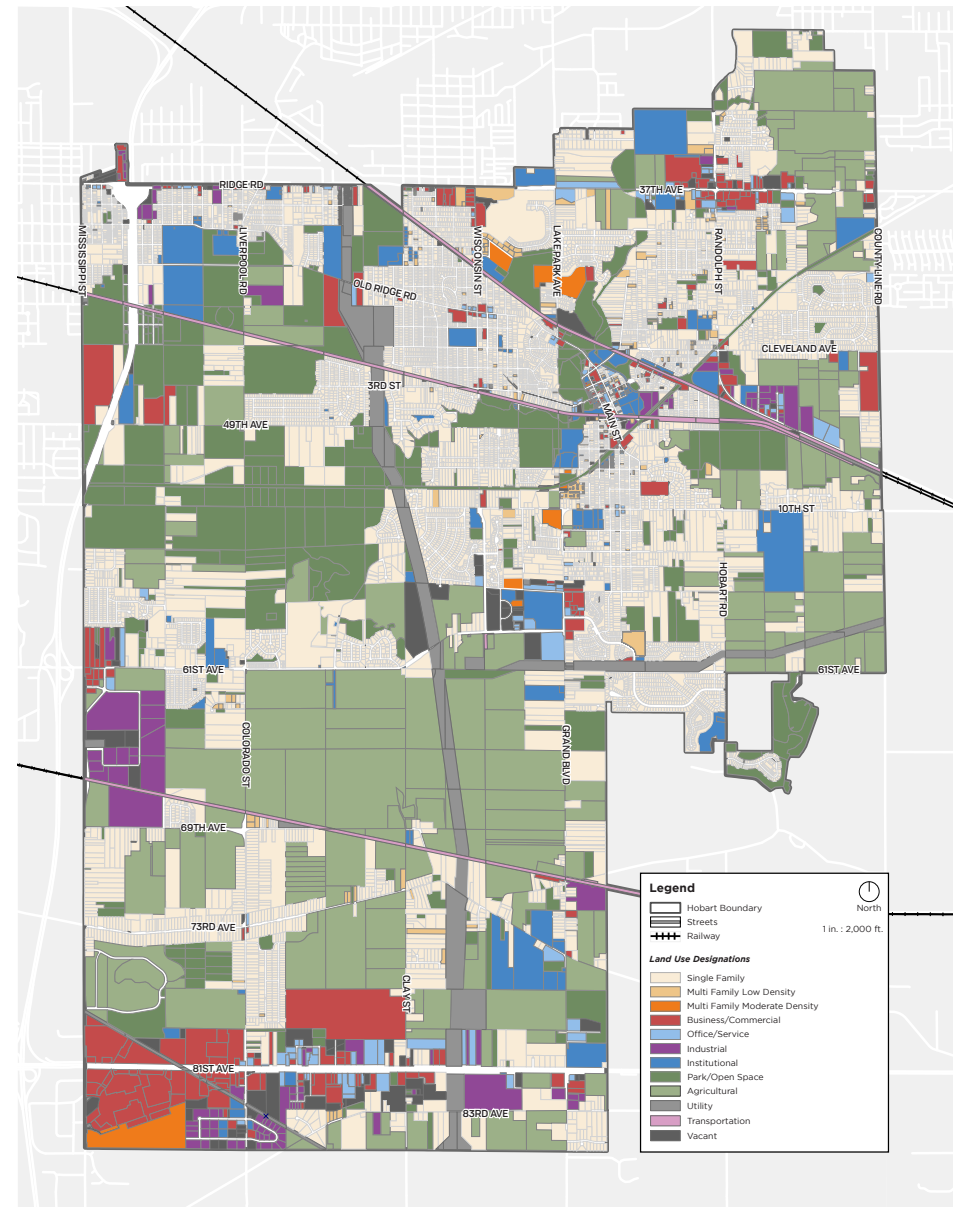 RIDGE RD
37TH AVE
MISSISSIPPI ST
LIVERPOOL RD
WISCONSIN ST
LAKE PARK AVE
RANDOLPH ST
COUNTY LINE RD
OLD RIDGE RD
CLEVELAND AVE
3RD ST
MAIN ST
49TH AVE
10TH ST
HOBART RD
61ST AVE
61ST AVE
COLORADO ST
GRAND BLVD
69TH AVE
73RD AVE
CLAY ST
81ST AVE
83RD AVE
Legend
North
1 in. : 2,000 ft.
Hobart Boundary
Streets
Railway
Land Use Designations
Single Family
Multi Family Low Density
Multi Family Moderate Density
Business/Commercial
Office/Service
Industrial
Institutional
Park/Open Space
Agricultural
Utility
Transportation
Vacant